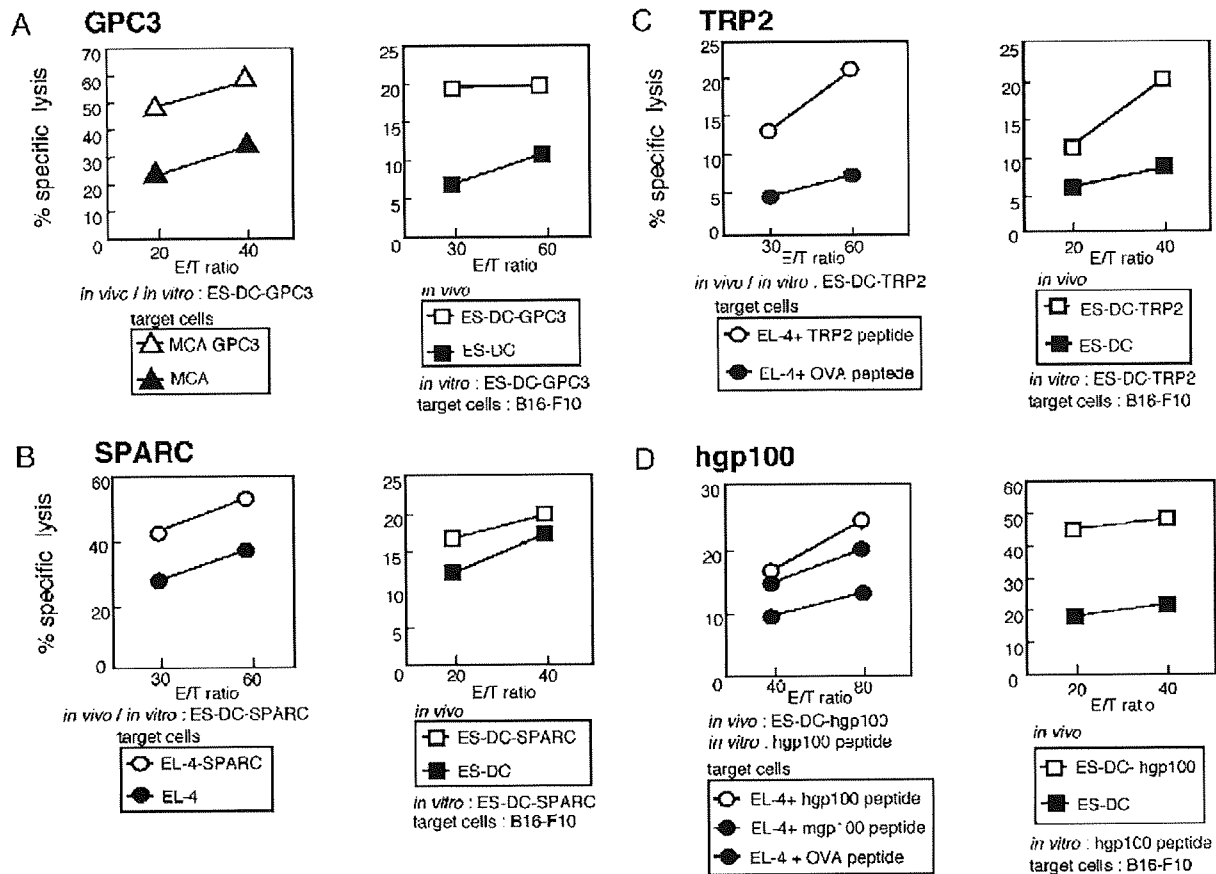 A GPC3
% specific lysis
70
60
50
40
30
20
10
0
20 40
E/T ratio
in vivc / in vitro : ES-DC-GPC3
target cells
MCA GPC3
MCA
25
20
15
10
5
0
30 60
E/T ratio
in vivo
ES-DC-GPC3
ES-DC
in vitro : ES-DC-GPC3
target cells : B16-F10
B SPARC
% specific lysis
60
40
20
0
30 60
E/T ratio
in vivo / in vitro : ES-DC-SPARC
target cells
EL-4-SPARC
EL-4
25
20
15
10
5
0
20 40
E/T ratio
in vivo
ES-DC-SPARC
ES-DC
in vitro : ES-DC-SPARC
target cells : B16-F10
C TRP2
% specific lysis
25
20
15
10
5
0
30 60
E/T ratio
in vivu / in vitro . ES-DC-TRP2
target cells
EL-4+ TRP2 peptide
EL-4+ OVA peptede
25
20
15
10
5
0
20 40
E/T ratio
in vivo
ES-DC-TRP2
ES-DC
in vitro : ES-DC-TRP2
target cells : B16-F10
D hgp100
30
20
10
0
40 80
E/T ratio
in vivo : ES-DC-hgp100
in vitro . hgp100 peptide
target cells
EL-4+ hgp100 peptide
EL-4+ mgp100 peptide
EL-4 + OVA peptide
60
50
40
30
20
10
0
20 40
E/T ratio
in vivo
ES-DC- hgp100
ES-DC
in vitro : hgp100 peptide
target cells : B16-F10